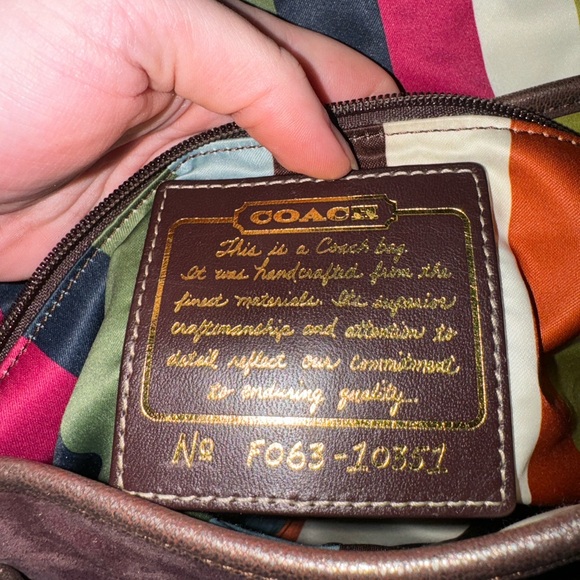 COACH
This is a Coach bag
It was handcrafted from the
finest materials. Its superior
craftmanship and attention to
detail reflect our commitment
to enduring quality...
Nº F063-10351